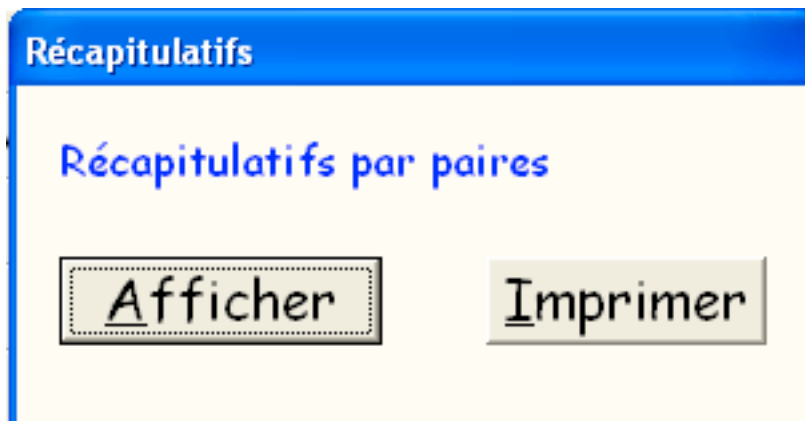 Récapitulatifs
Récapitulatifs par paires
Afficher Imprimer